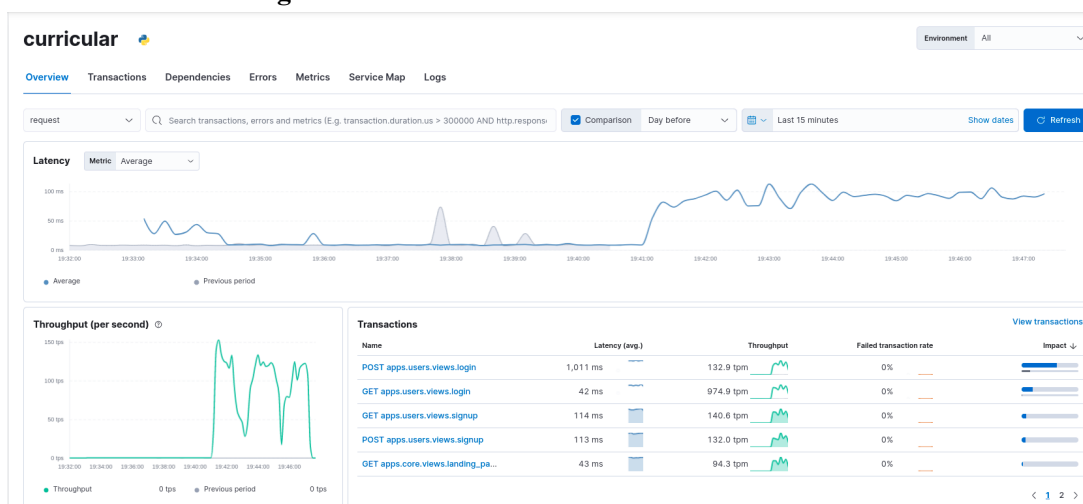 curricular
Environment All
Overview Transactions Dependencies Errors Metrics Service Map Logs
request
Search transactions, errors and metrics (E.g. transaction.duration.us > 300000 AND http.respons
Comparison Day before
Last 15 minutes
Show dates
Refresh
Latency Metric Average
100 ms
50 ms
0 ms
19:32:00 19:33:00 19:34:00 19:35:00 19:36:00 19:37:00 19:38:00 19:39:00 19:40:00 19:41:00 19:42:00 19:43:00 19:44:00 19:45:00 19:46:00 19:47:00
Average Previous period
Throughput (per second)
150 tps
100 tps
50 tps
0 tps
19:32:00 19:34:00 19:36:00 19:38:00 19:40:00 19:42:00 19:44:00 19:46:00
Throughput 0 tps Previous period 0 tps
Transactions
View transactions
Name Latency (avg.) Throughput Failed transaction rate Impact
POST apps.users.views.login 1,011 ms 132.9 tpm 0%
GET apps.users.views.login 42 ms 974.9 tpm 0%
GET apps.users.views.signup 114 ms 140.6 tpm 0%
POST apps.users.views.signup 113 ms 132.0 tpm 0%
GET apps.core.views.landing_pa... 43 ms 94.3 tpm 0%
< 1 2 >